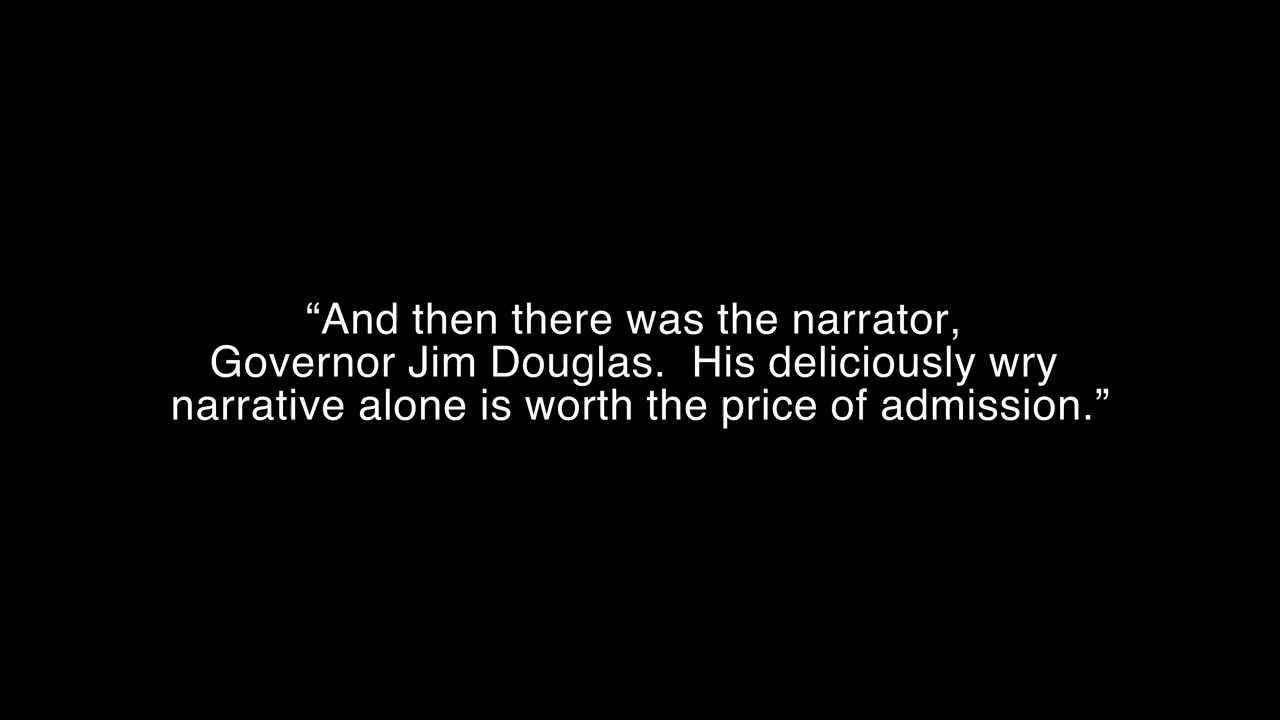 “And then there was the narrator,
Governor Jim Douglas.  His deliciously wry
narrative alone is worth the price of admission.”